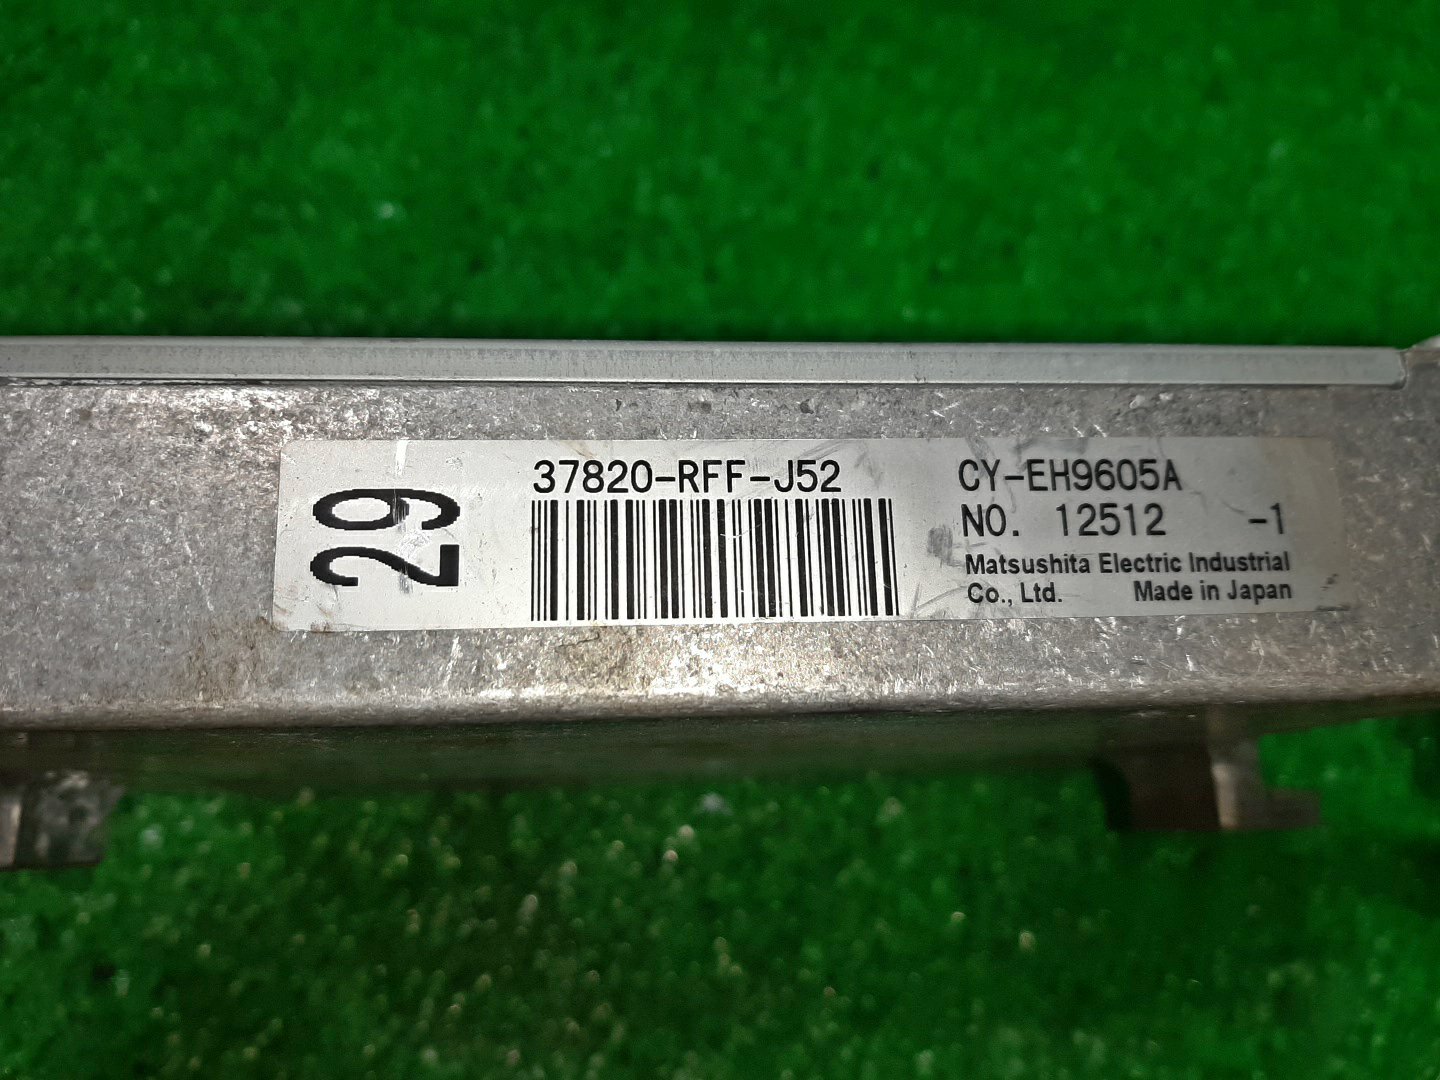 29
37820-RFF-J52
CY-EH9605A
NO. 12512 -1
Matsushita Electric Industrial
Co., Ltd. Made in Japan